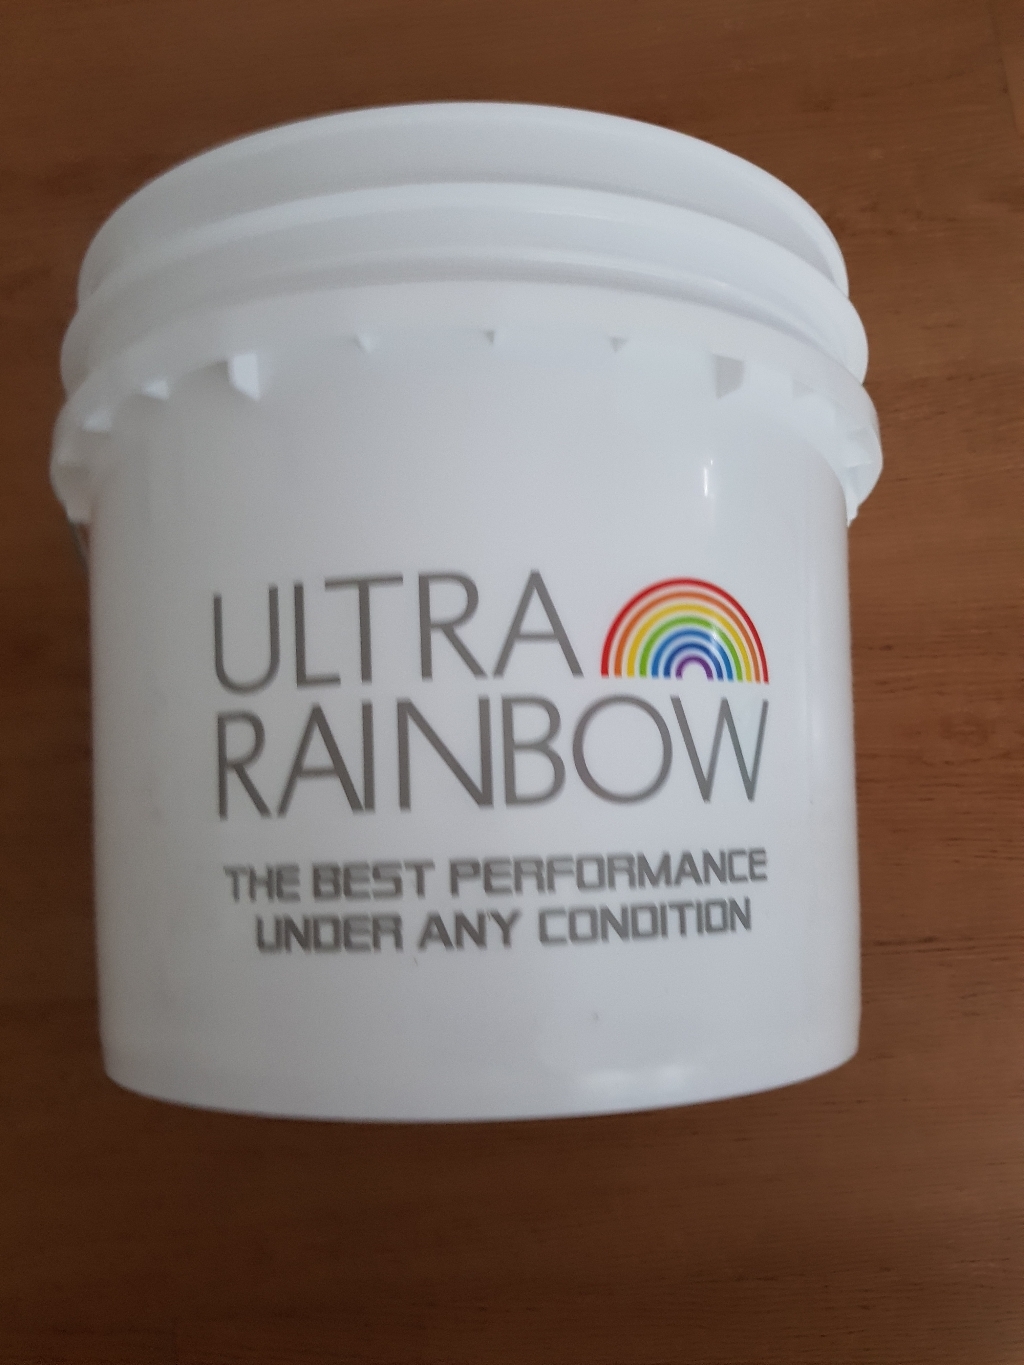 ULTRA
RAINBOW
THE BEST PERFORMANCE
UNDER ANY CONDITION